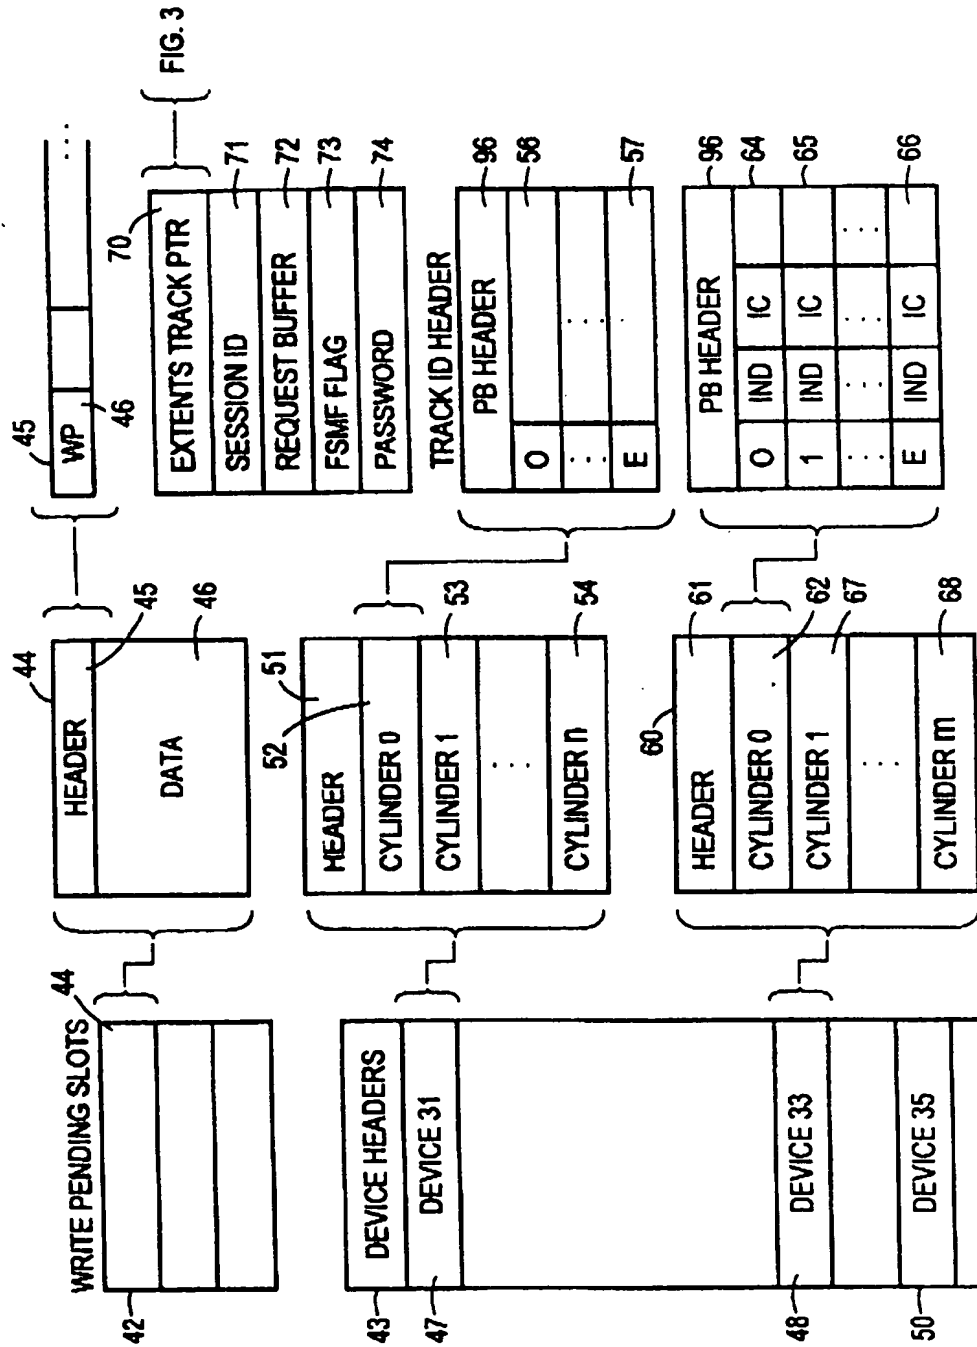 WRITE PENDING SLOTS
42
44
43
DEVICE HEADERS
47
DEVICE 31
48
DEVICE 33
50
DEVICE 35
44
HEADER
45
DATA
46
51
52
HEADER
CYLINDER 0
CYLINDER 1
53
...
CYLINDER n
54
60
HEADER
61
CYLINDER 0
62
CYLINDER 1
67
...
CYLINDER m
68
45
WP
46
...
70
EXTENTS TRACK PTR
FIG. 3
SESSION ID
71
REQUEST BUFFER
72
FSMF FLAG
73
PASSWORD
74
TRACK ID HEADER
PB HEADER
96
0
56
... ...
E
57
PB HEADER
96
0 IND IC
64
1 IND IC
65
... ... ... ...
E IND IC
66